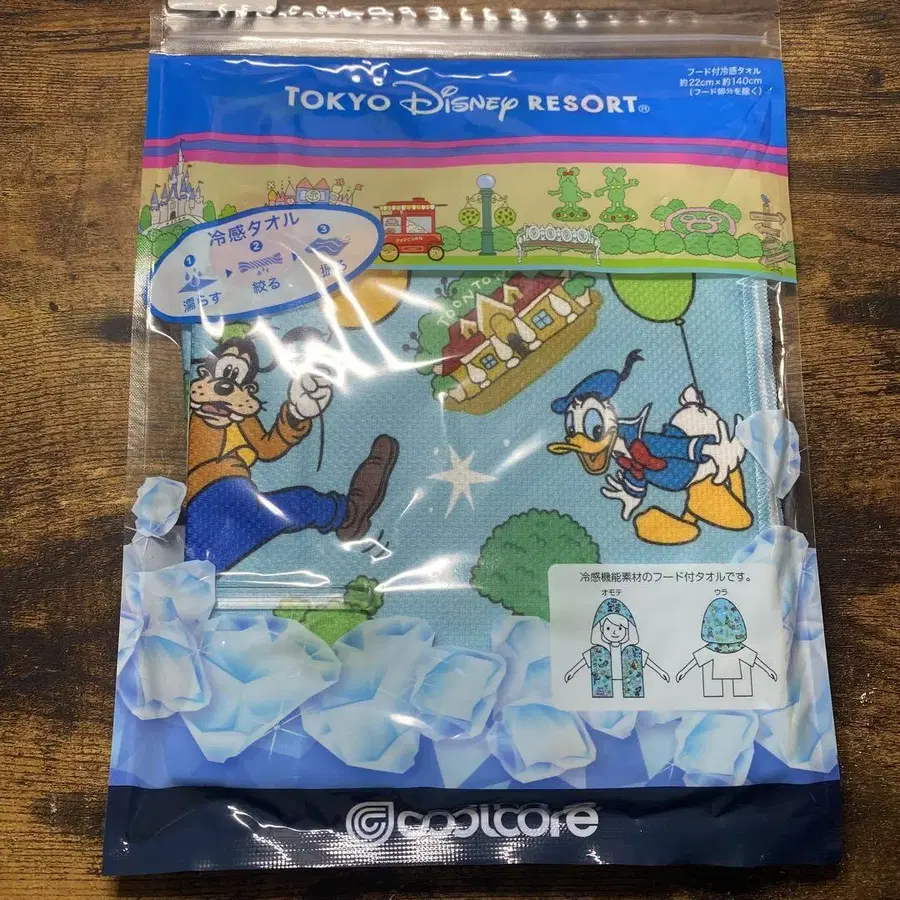 フード付冷感タオル
約22cm×約140cm
(フード部分を除く)
TOKYO Disney RESORT®
冷感タオル
1 2 3
濡らす 絞る 振る
POPCORN
TOONTO
冷感機能素材のフード付タオルです。
オモテ ウラ
coolcore